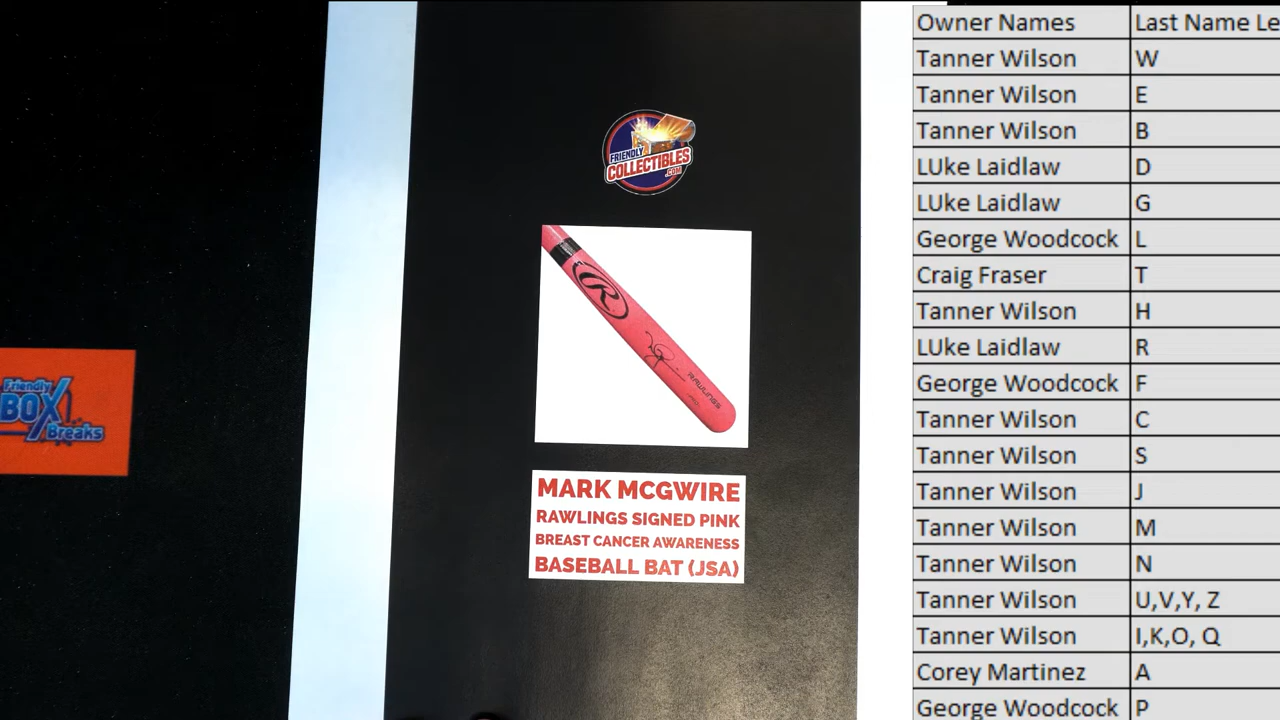 FRIENDLY
COLLECTIBLES
.COM
R
RAWLINGS
MARK MCGWIRE
RAWLINGS SIGNED PINK
BREAST CANCER AWARENESS
BASEBALL BAT (JSA)
Friendly
BOX
Breaks
Owner Names Last Name Le
Tanner Wilson W
Tanner Wilson E
Tanner Wilson B
LUke Laidlaw D
LUke Laidlaw G
George Woodcock L
Craig Fraser T
Tanner Wilson H
LUke Laidlaw R
George Woodcock F
Tanner Wilson C
Tanner Wilson S
Tanner Wilson J
Tanner Wilson M
Tanner Wilson N
Tanner Wilson U,V,Y, Z
Tanner Wilson I,K,O, Q
Corey Martinez A
George Woodcock P